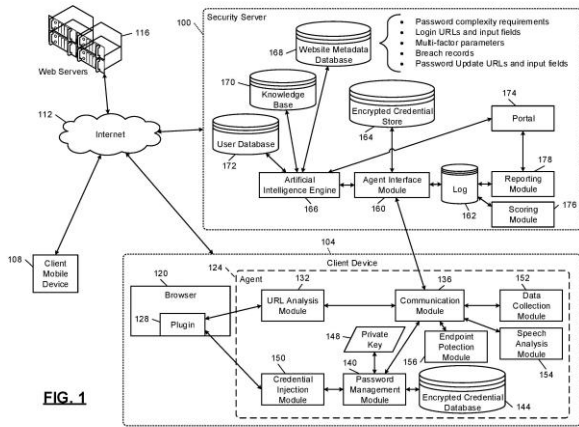 100
Security Server
116
Web Servers
168
Website Metadata
Database
• Password complexity requirements
• Login URLs and input fields
• Multi-factor parameters
• Breach records
• Password Update URLs and input fields
170
Knowledge
Base
Encrypted Credential
Store
164
174
Portal
112
Internet
User Database
172
Artificial
Intelligence Engine
166
Agent Interface
Module
160
Log
162
178
Reporting
Module
176
Scoring
Module
108
Client
Mobile
Device
104
Client Device
124
Agent
120
Browser
128
Plugin
132
URL Analysis
Module
136
Communication
Module
152
Data
Collection
Module
148
Private
Key
Endpoint
Potection
Module
156
Speech
Analysis
Module
154
150
Credential
Injection
Module
140
Password
Management
Module
Encrypted Credential
Database
144
FIG. 1